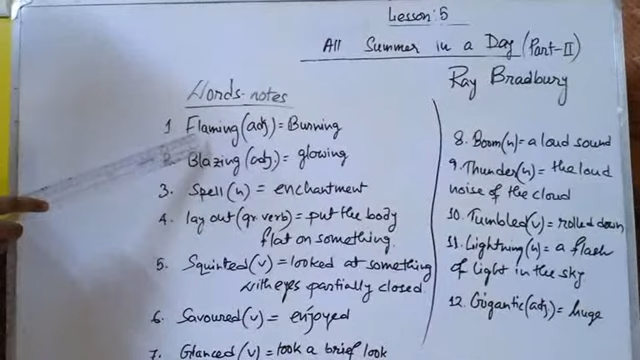 Lesson: 5
All Summer in a Day (Part-II)
Ray Bradbury
Words-notes
1 Flaming (adj) = Burning
2. Blazing (adj.) = glowing
3. Spell (n) = enchantment
4. lay out (gr. verb) = put the body
flat on something.
5. Squinted (v) = looked at something
with eyes partially closed.
6. Savoured (v) = enjoyed
7. Glanced (v) = took a brief look
8. Boom (n) = a loud sound
9. Thunder (n) = the loud
noise of the cloud
10. Tumbled (v) = rolled down
11. Lightning (n) = a flash
of light in the sky
12. Gigantic (adj) = huge